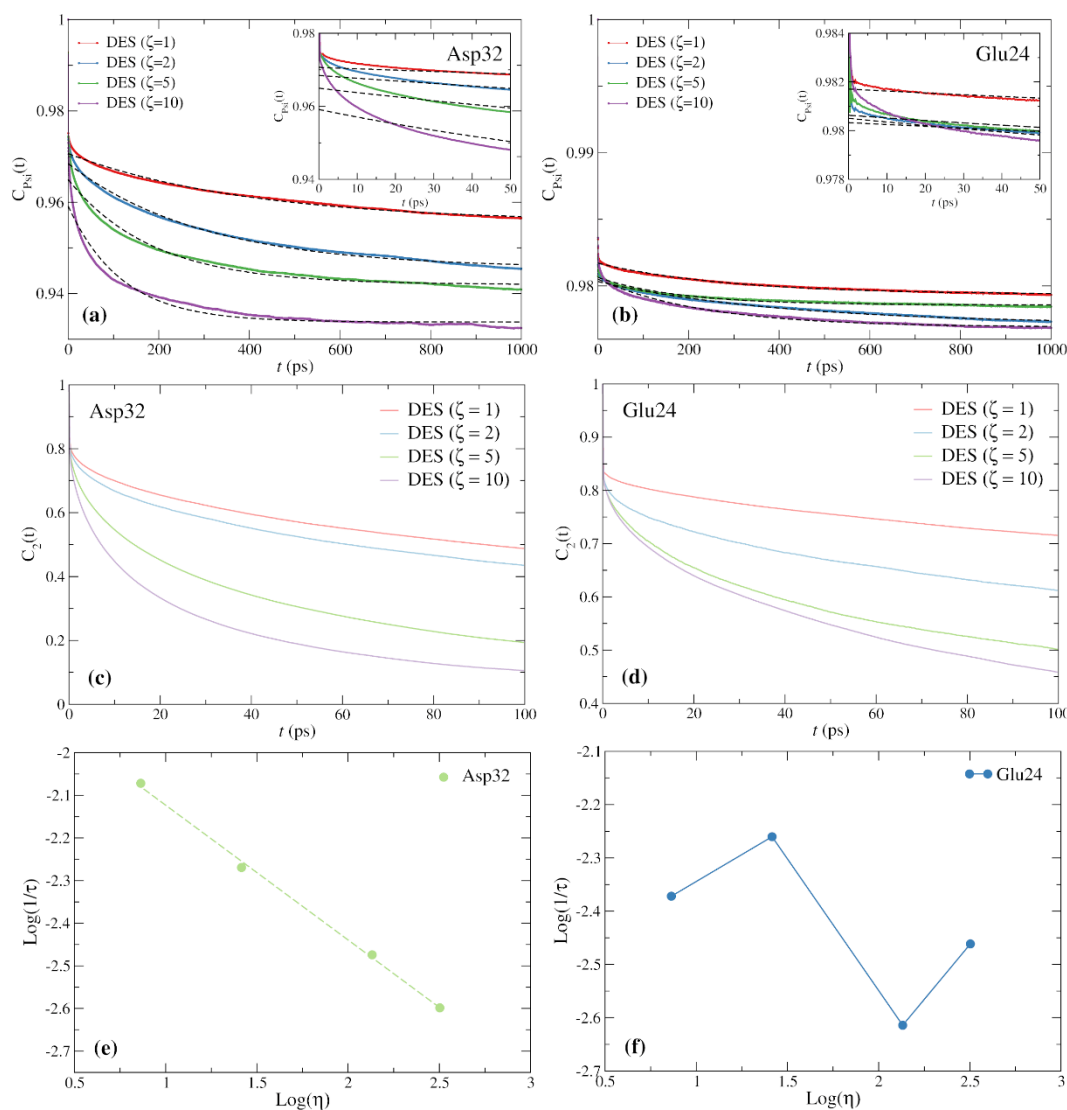 DES (ζ=1)
DES (ζ=2)
DES (ζ=5)
DES (ζ=10)
Asp32
0.98
0.96
0.94
C_Psi(t)
0 10 20 30 40 50
t (ps)
1
0.98
0.96
0.94
C_Psi(t)
(a)
0 200 400 600 800 1000
t (ps)
DES (ζ=1)
DES (ζ=2)
DES (ζ=5)
DES (ζ=10)
Glu24
0.984
0.982
0.98
0.978
C_Psi(t)
0 10 20 30 40 50
t (ps)
1
0.99
0.98
C_Psi(t)
(b)
0 200 400 600 800 1000
t (ps)
Asp32
DES (ζ = 1)
DES (ζ = 2)
DES (ζ = 5)
DES (ζ = 10)
1
0.8
0.6
0.4
0.2
0
C_2(t)
(c)
0 20 40 60 80 100
t (ps)
Glu24
DES (ζ = 1)
DES (ζ = 2)
DES (ζ = 5)
DES (ζ = 10)
1
0.9
0.8
0.7
0.6
0.5
0.4
C_2(t)
(d)
0 20 40 60 80 100
t (ps)
Asp32
-2
-2.1
-2.2
-2.3
-2.4
-2.5
-2.6
-2.7
Log(1/τ)
(e)
0.5 1 1.5 2 2.5 3
Log(η)
Glu24
-2.1
-2.2
-2.3
-2.4
-2.5
-2.6
-2.7
Log(1/τ)
(f)
0.5 1 1.5 2 2.5 3
Log(η)